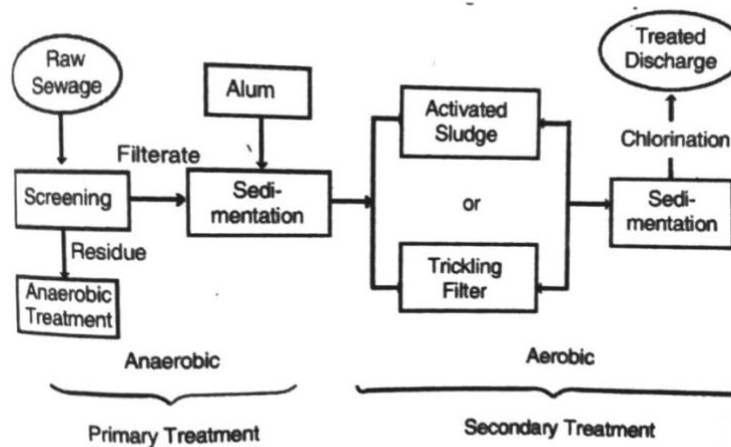 Raw
Sewage
Alum
Activated
Sludge
Treated
Discharge
Chlorination
Filterate
Screening
Sedi-
mentation
or
Sedi-
mentation
Residue
Trickling
Filter
Anaerobic
Treatment
Anaerobic
Aerobic
Primary Treatment
Secondary Treatment